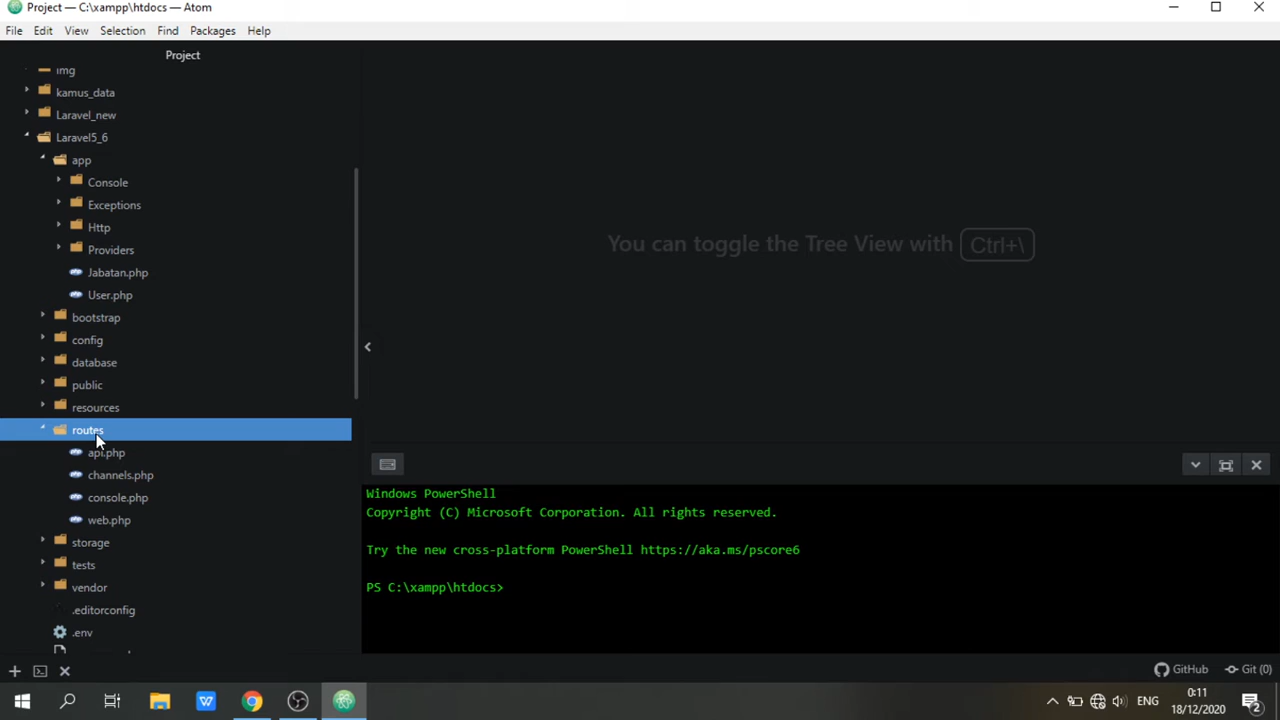 Project — C:\xampp\htdocs — Atom
File Edit View Selection Find Packages Help
Project
img
kamus_data
Laravel_new
Laravel5_6
app
Console
Exceptions
Http
Providers
Jabatan.php
User.php
bootstrap
config
database
public
resources
routes
api.php
channels.php
console.php
web.php
storage
tests
vendor
.editorconfig
.env
You can toggle the Tree View with Ctrl+\
Windows PowerShell
Copyright (C) Microsoft Corporation. All rights reserved.
Try the new cross-platform PowerShell https://aka.ms/pscore6
PS C:\xampp\htdocs>
GitHub Git (0)
ENG
0:11
18/12/2020
2